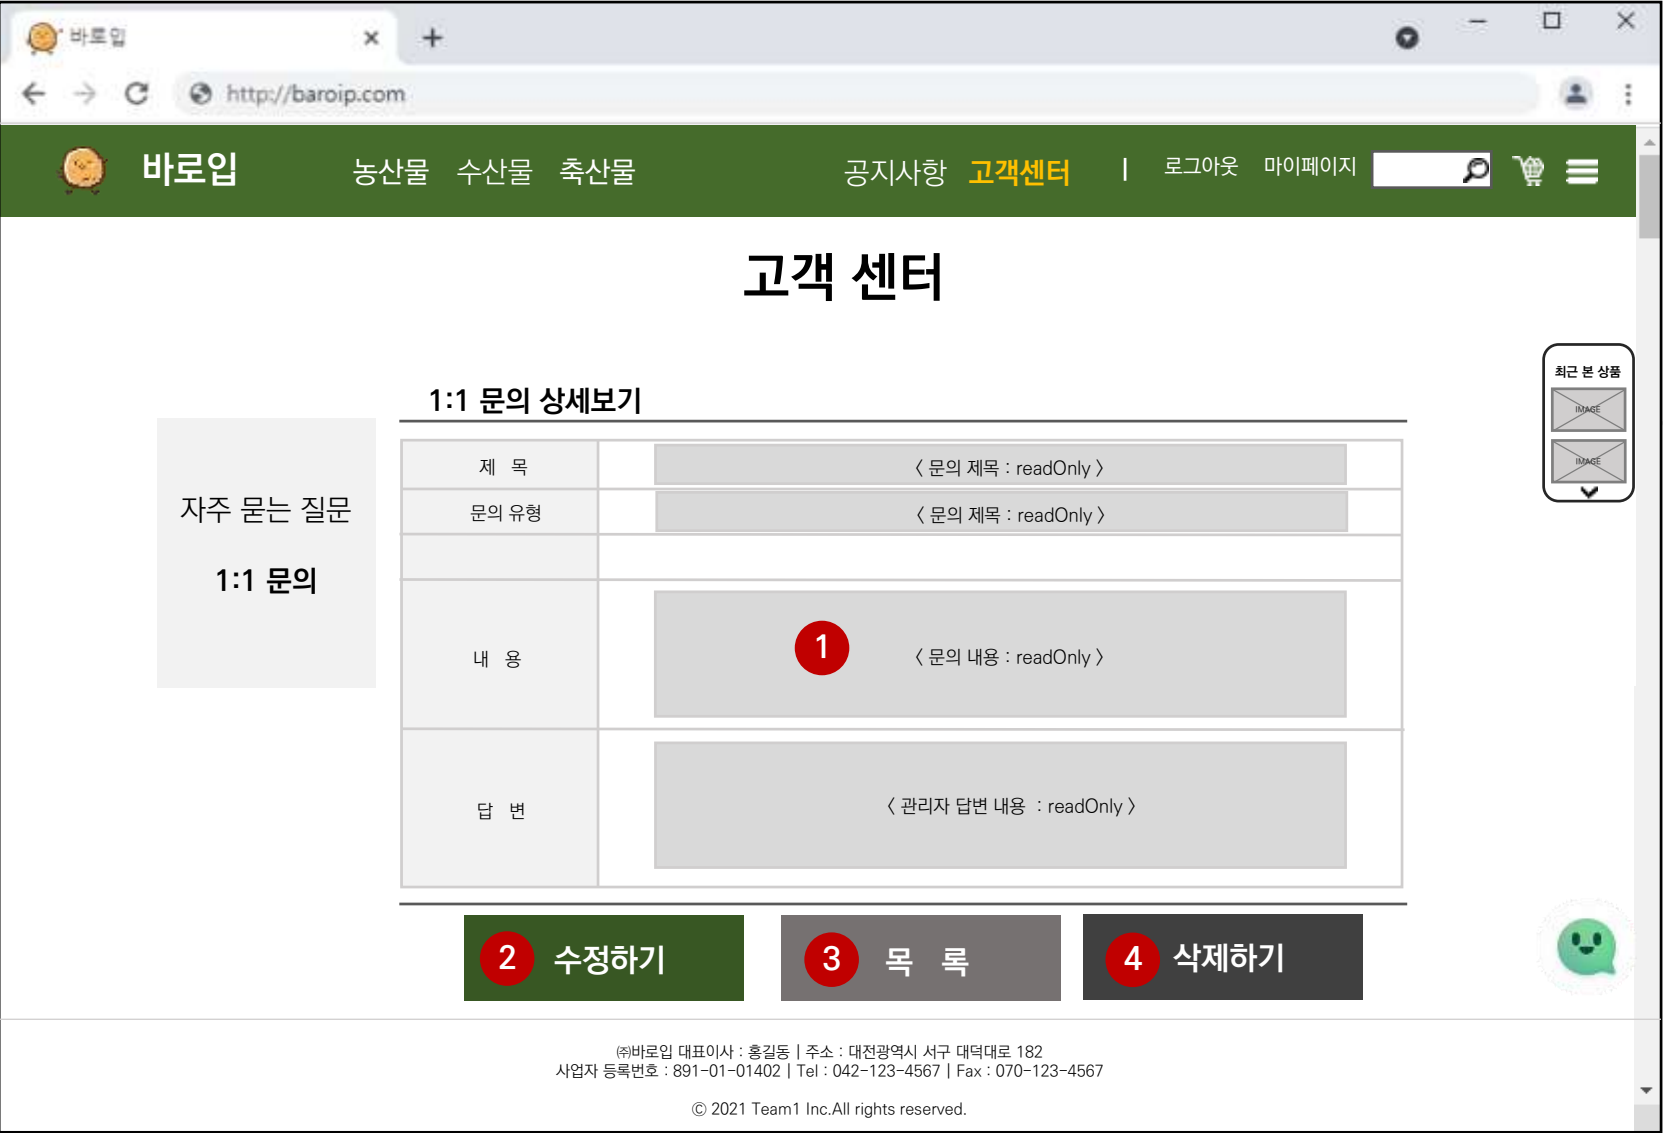 바로입
http://baroip.com
바로입 농산물 수산물 축산물 공지사항 고객센터 | 로그아웃 마이페이지
고객 센터
최근 본 상품
IMAGE
IMAGE
자주 묻는 질문
1:1 문의
1:1 문의 상세보기
제 목 〈 문의 제목 : readOnly 〉
문의 유형 〈 문의 제목 : readOnly 〉
내 용 1 〈 문의 내용 : readOnly 〉
답 변 〈 관리자 답변 내용 : readOnly 〉
2 수정하기 3 목 록 4 삭제하기
㈜바로입 대표이사 : 홍길동 | 주소 : 대전광역시 서구 대덕대로 182
사업자 등록번호 : 891-01-01402 | Tel : 042-123-4567 | Fax : 070-123-4567
Ⓒ 2021 Team1 Inc.All rights reserved.